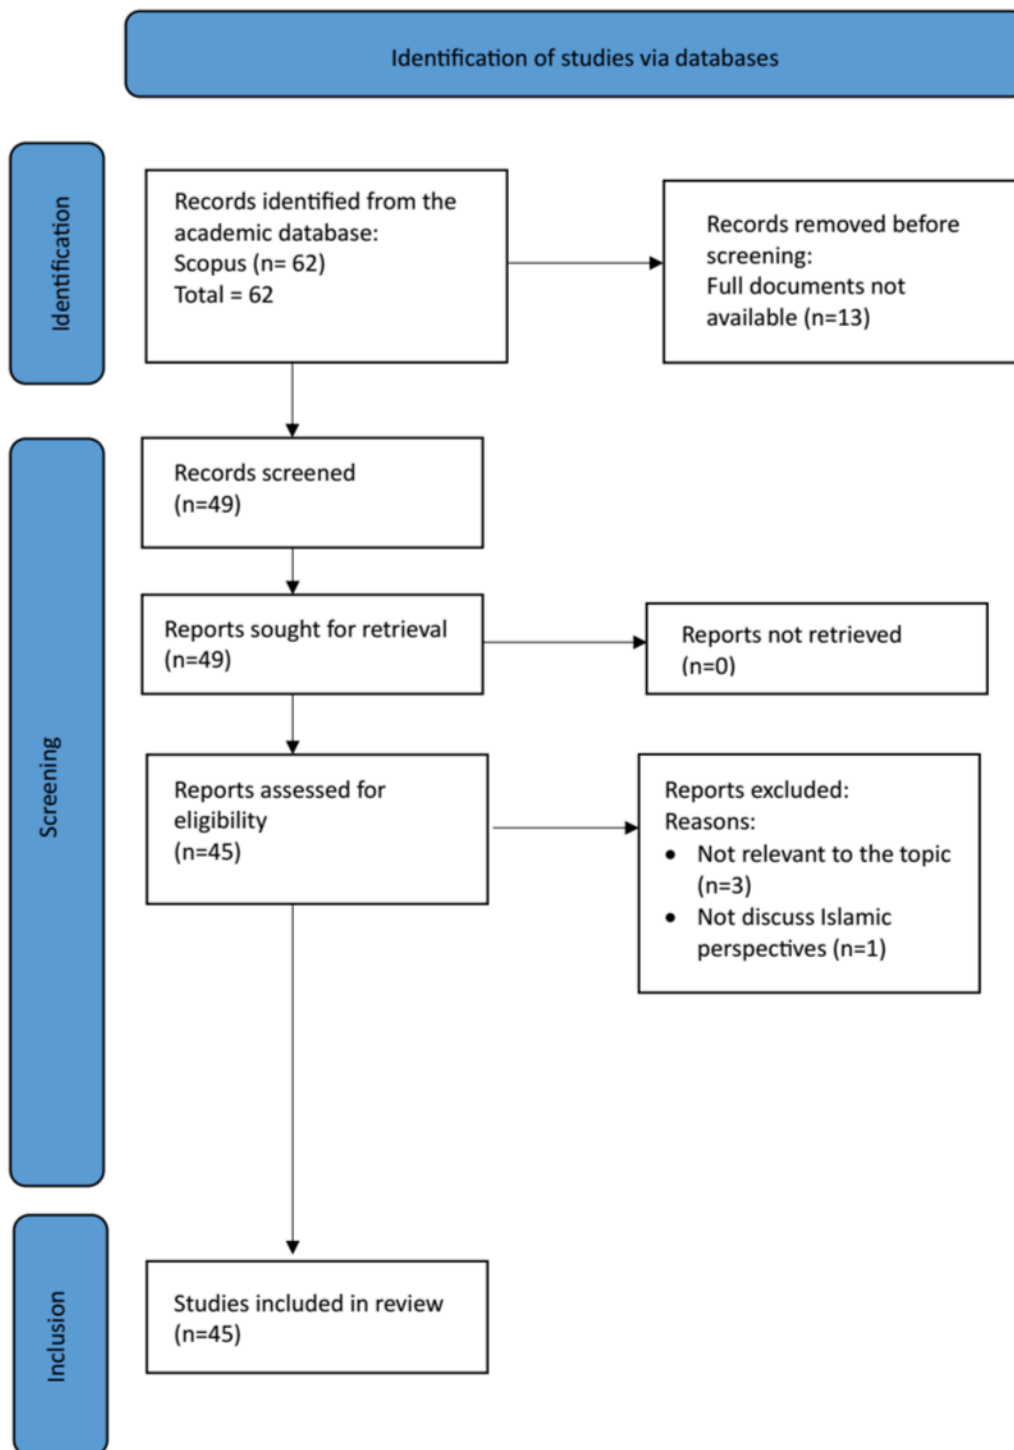 Identification of studies via databases
Identification
Records identified from the
academic database:
Scopus (n= 62)
Total = 62
Records removed before
screening:
Full documents not
available (n=13)
Screening
Records screened
(n=49)
Reports sought for retrieval
(n=49)
Reports not retrieved
(n=0)
Reports assessed for
eligibility
(n=45)
Reports excluded:
Reasons:
• Not relevant to the topic
(n=3)
• Not discuss Islamic
perspectives (n=1)
Inclusion
Studies included in review
(n=45)